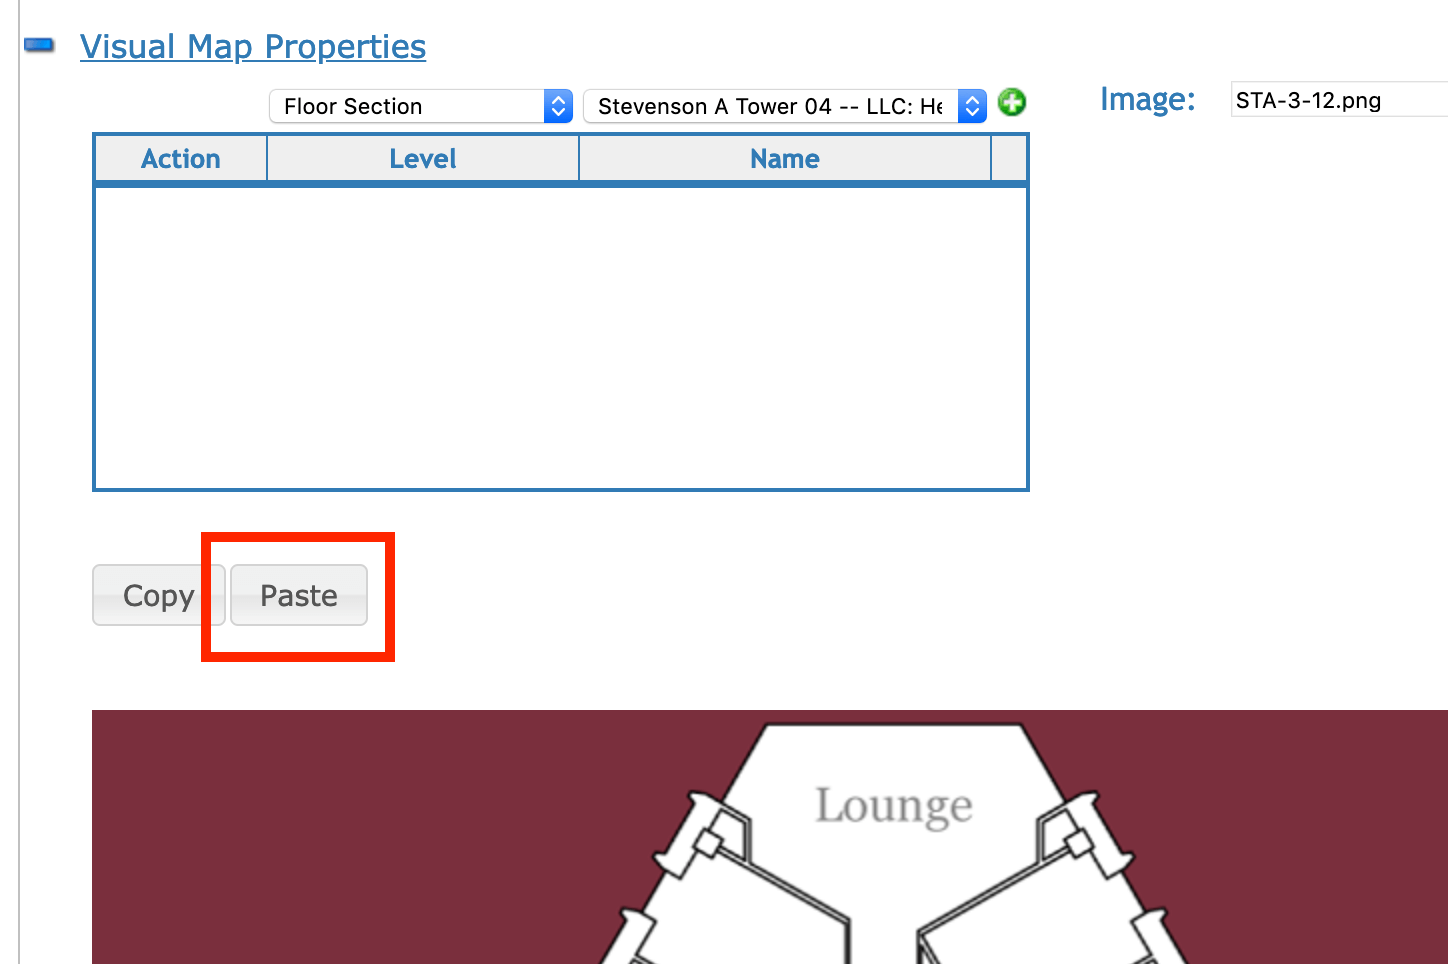 Visual Map Properties
Floor Section
Stevenson A Tower 04 -- LLC: He
Image:
STA-3-12.png
Action
Level
Name
Copy
Paste
Lounge